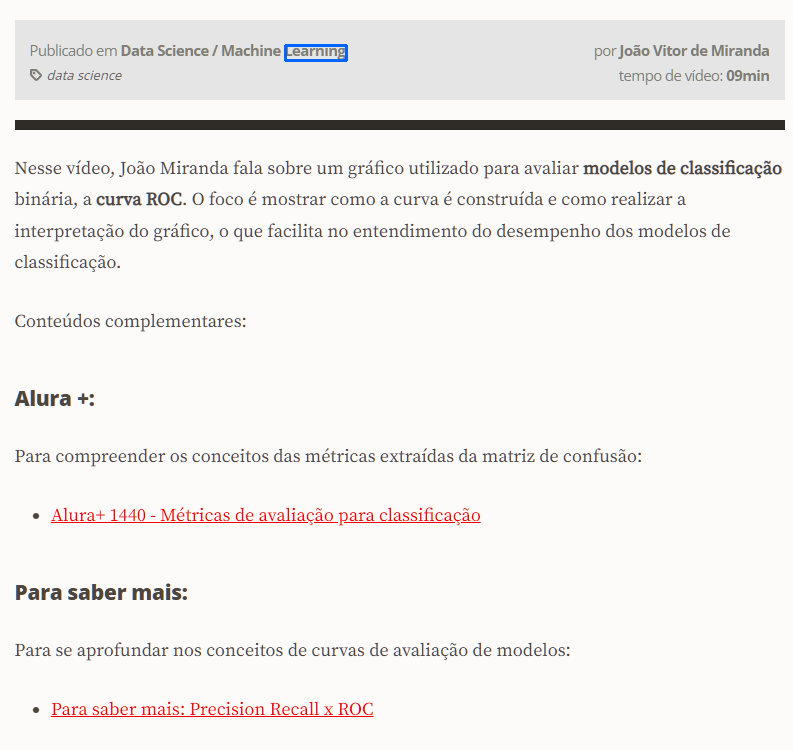 Publicado em Data Science / Machine Learning
por João Vitor de Miranda
data science
tempo de vídeo: 09min
Nesse vídeo, João Miranda fala sobre um gráfico utilizado para avaliar modelos de classificação
binária, a curva ROC. O foco é mostrar como a curva é construída e como realizar a
interpretação do gráfico, o que facilita no entendimento do desempenho dos modelos de
classificação.
Conteúdos complementares:
Alura +:
Para compreender os conceitos das métricas extraídas da matriz de confusão:
• Alura+ 1440 - Métricas de avaliação para classificação
Para saber mais:
Para se aprofundar nos conceitos de curvas de avaliação de modelos:
• Para saber mais: Precision Recall x ROC